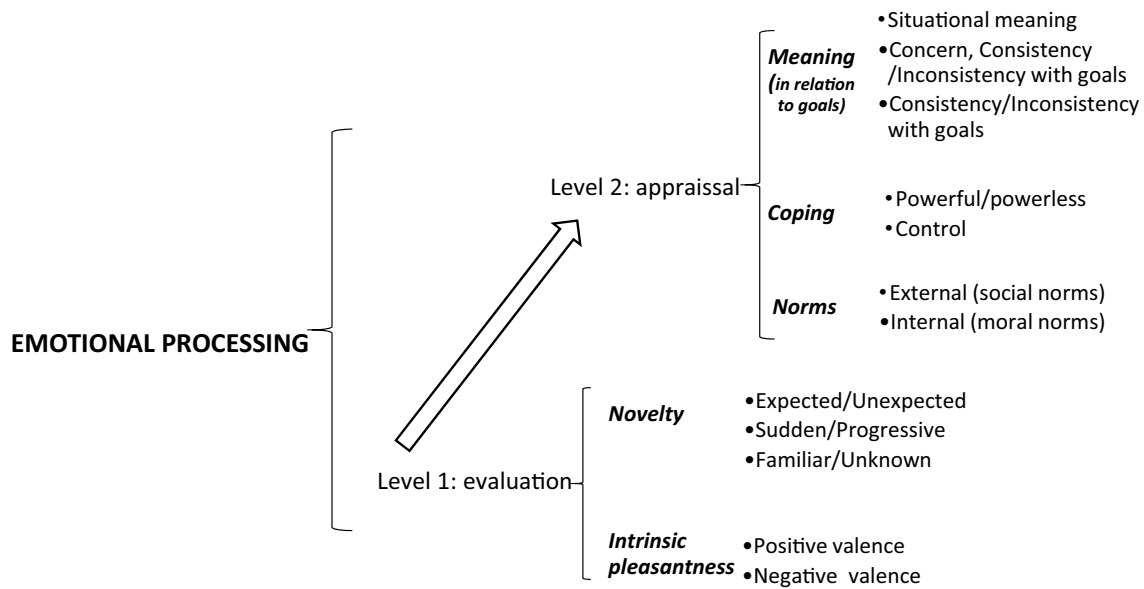 •Situational meaning
•Concern, Consistency
/Inconsistency with goals
•Consistency/Inconsistency
with goals
Meaning
(in relation
to goals)
Level 2: appraissal
Coping
•Powerful/powerless
•Control
Norms
•External (social norms)
•Internal (moral norms)
EMOTIONAL PROCESSING
Novelty
•Expected/Unexpected
•Sudden/Progressive
•Familiar/Unknown
Level 1: evaluation
Intrinsic
pleasantness
•Positive valence
•Negative valence